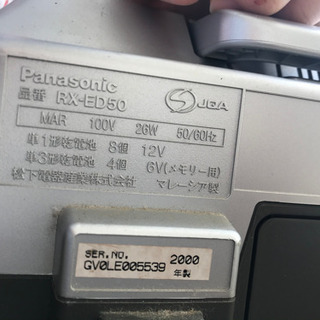 Panasonic
品番 RX-ED50
JQA
MAR 100V 26W 50/60Hz
単1形乾電池 8個 12V
単3形乾電池 4個 6V(メモリー用)
松下電器産業株式会社 マレーシア製
SER.NO. 2000
GV0LE005539 年製